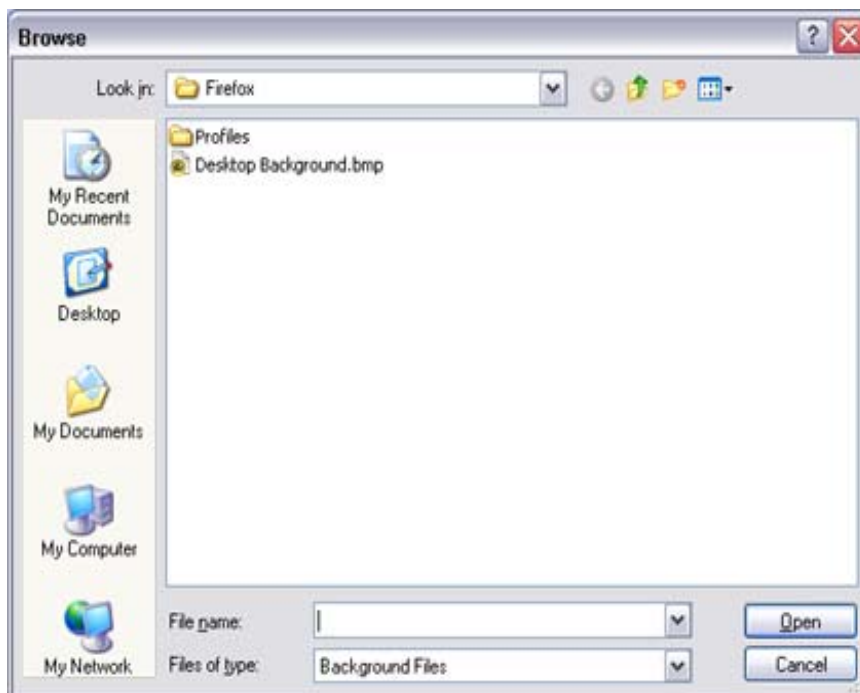 Browse
Look in: Firefox
Profiles
Desktop Background.bmp
My Recent
Documents
Desktop
My Documents
My Computer
My Network
File name:
Open
Files of type: Background Files
Cancel